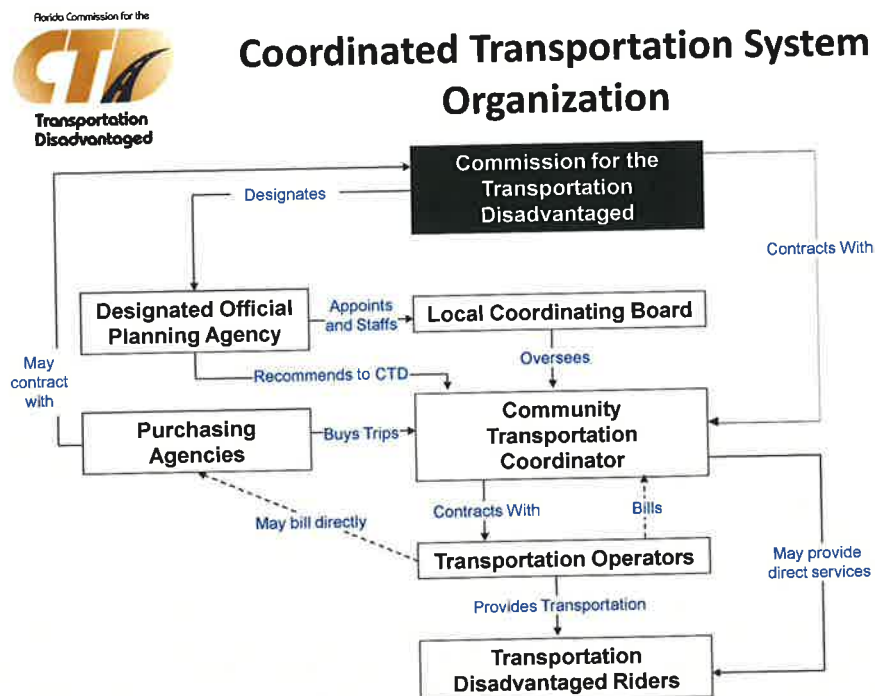 Florida Commission for the
CTD
Transportation
Disadvantaged
Coordinated Transportation System
Organization
Commission for the
Transportation
Disadvantaged
Designates
Contracts With
Designated Official
Planning Agency
Appoints
and Staffs
Local Coordinating Board
May
contract
with
Recommends to CTD
Oversees
Purchasing
Agencies
Buys Trips
Community
Transportation
Coordinator
May bill directly
Contracts With
Bills
Transportation Operators
May provide
direct services
Provides Transportation
Transportation
Disadvantaged Riders